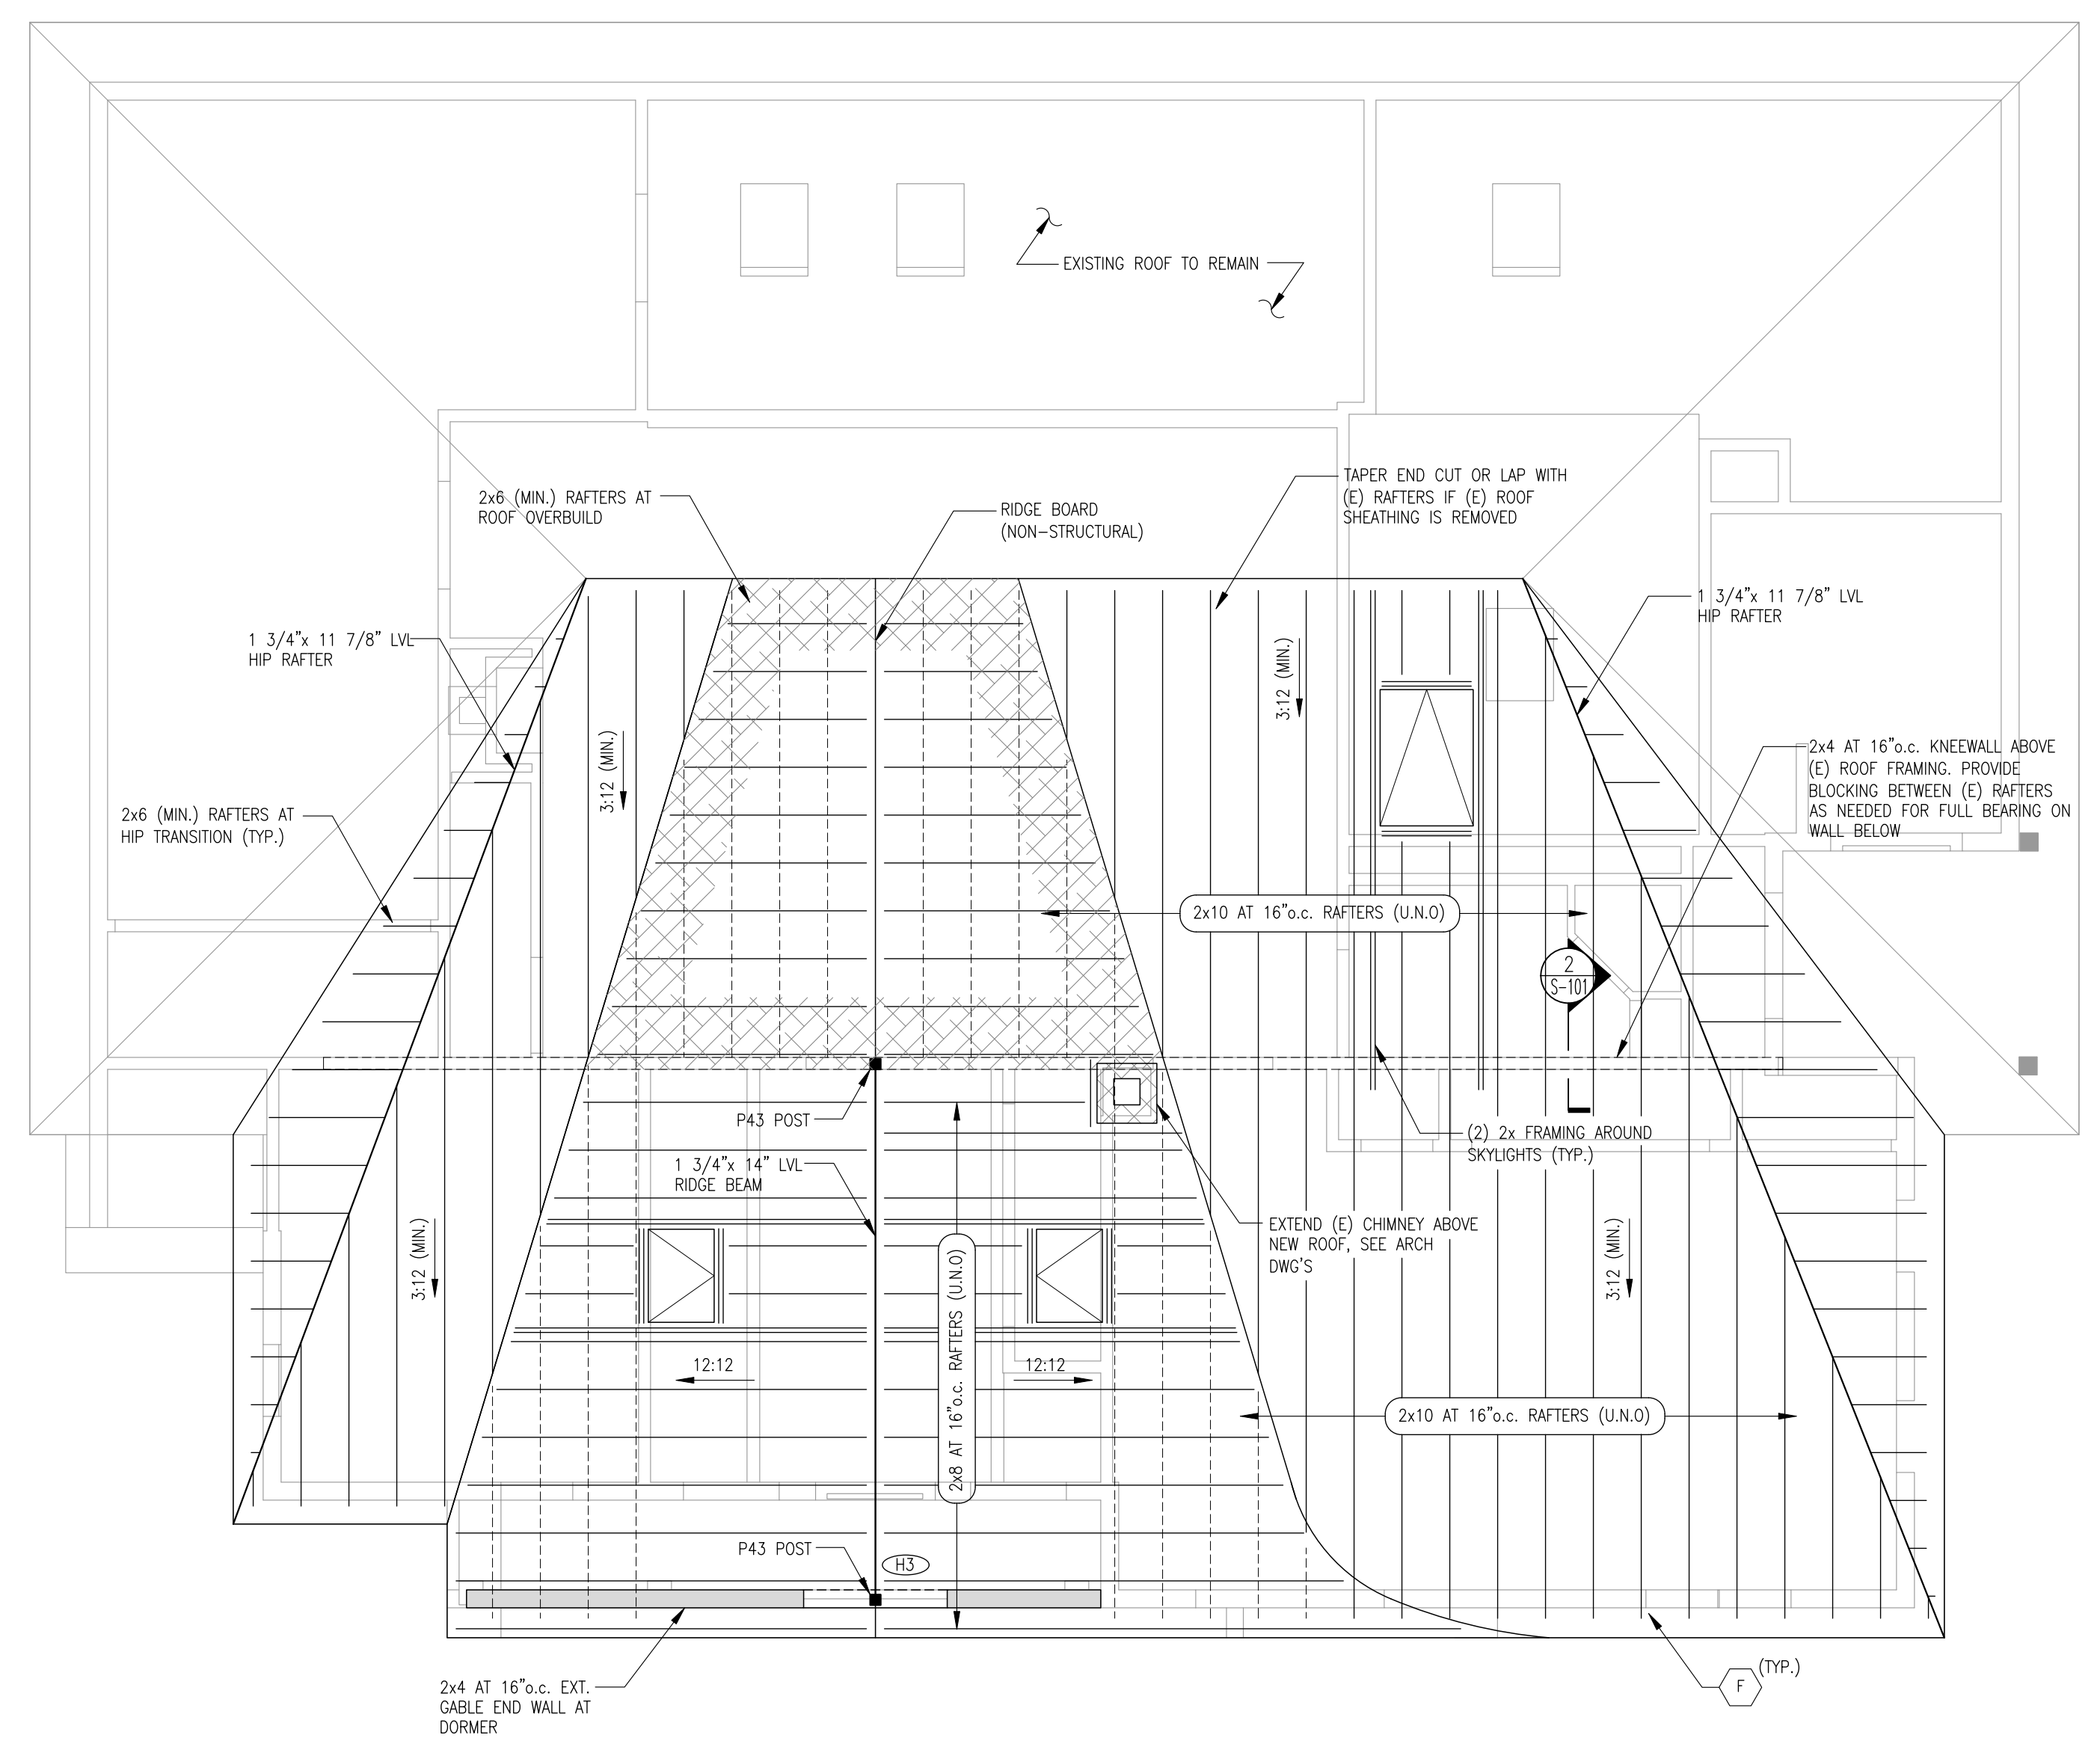 EXISTING ROOF TO REMAIN
2x6 (MIN.) RAFTERS AT
ROOF OVERBUILD
RIDGE BOARD
(NON-STRUCTURAL)
TAPER END CUT OR LAP WITH
(E) RAFTERS IF (E) ROOF
SHEATHING IS REMOVED
1 3/4"x 11 7/8" LVL
HIP RAFTER
1 3/4"x 11 7/8" LVL
HIP RAFTER
3:12 (MIN.)
3:12 (MIN.)
2x4 AT 16"o.c. KNEEWALL ABOVE
(E) ROOF FRAMING. PROVIDE
BLOCKING BETWEEN (E) RAFTERS
AS NEEDED FOR FULL BEARING ON
WALL BELOW
2x6 (MIN.) RAFTERS AT
HIP TRANSITION (TYP.)
2x10 AT 16"o.c. RAFTERS (U.N.O)
2
S-101
P43 POST
(2) 2x FRAMING AROUND
SKYLIGHTS (TYP.)
1 3/4"x 14" LVL
RIDGE BEAM
EXTEND (E) CHIMNEY ABOVE
NEW ROOF, SEE ARCH
DWG'S
3:12 (MIN.)
3:12 (MIN.)
12:12
12:12
2x8 AT 16"o.c. RAFTERS (U.N.O)
2x10 AT 16"o.c. RAFTERS (U.N.O)
P43 POST
H3
2x4 AT 16"o.c. EXT.
GABLE END WALL AT
DORMER
F
(TYP.)